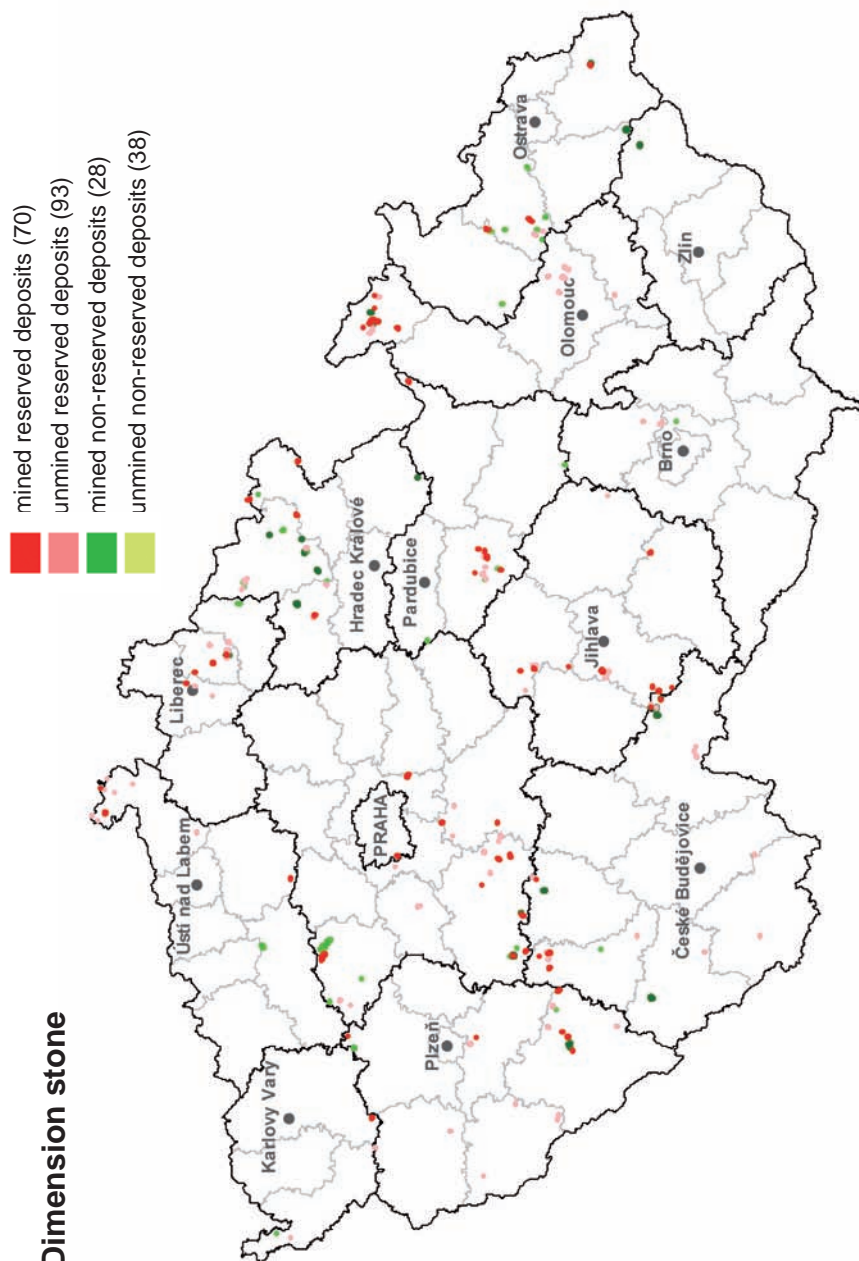 Dimension stone
mined reserved deposits (70)
unmined reserved deposits (93)
mined non-reserved deposits (28)
unmined non-reserved deposits (38)
Karlovy Vary
Ústí nad Labem
Liberec
Hradec Králové
Pardubice
PRAHA
Plzeň
České Budějovice
Jihlava
Brno
Olomouc
Ostrava
Zlín